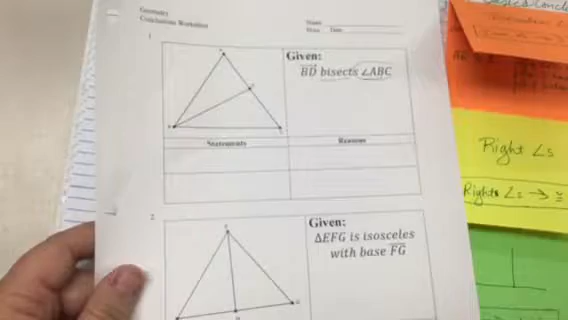 Geometry
Conclusions Worksheet
Name
Date
1.
Given:
BD bisects ∠ABC
Statements
Reasons
2.
Given:
ΔEFG is isosceles
with base FG
Right ∠s
Right ∠s → ≅